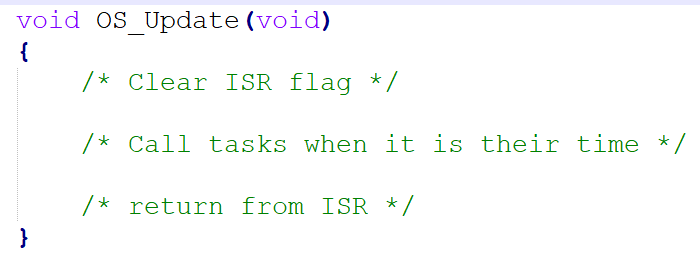 void OS_Update(void)
{
/* Clear ISR flag */
/* Call tasks when it is their time */
/* return from ISR */
}